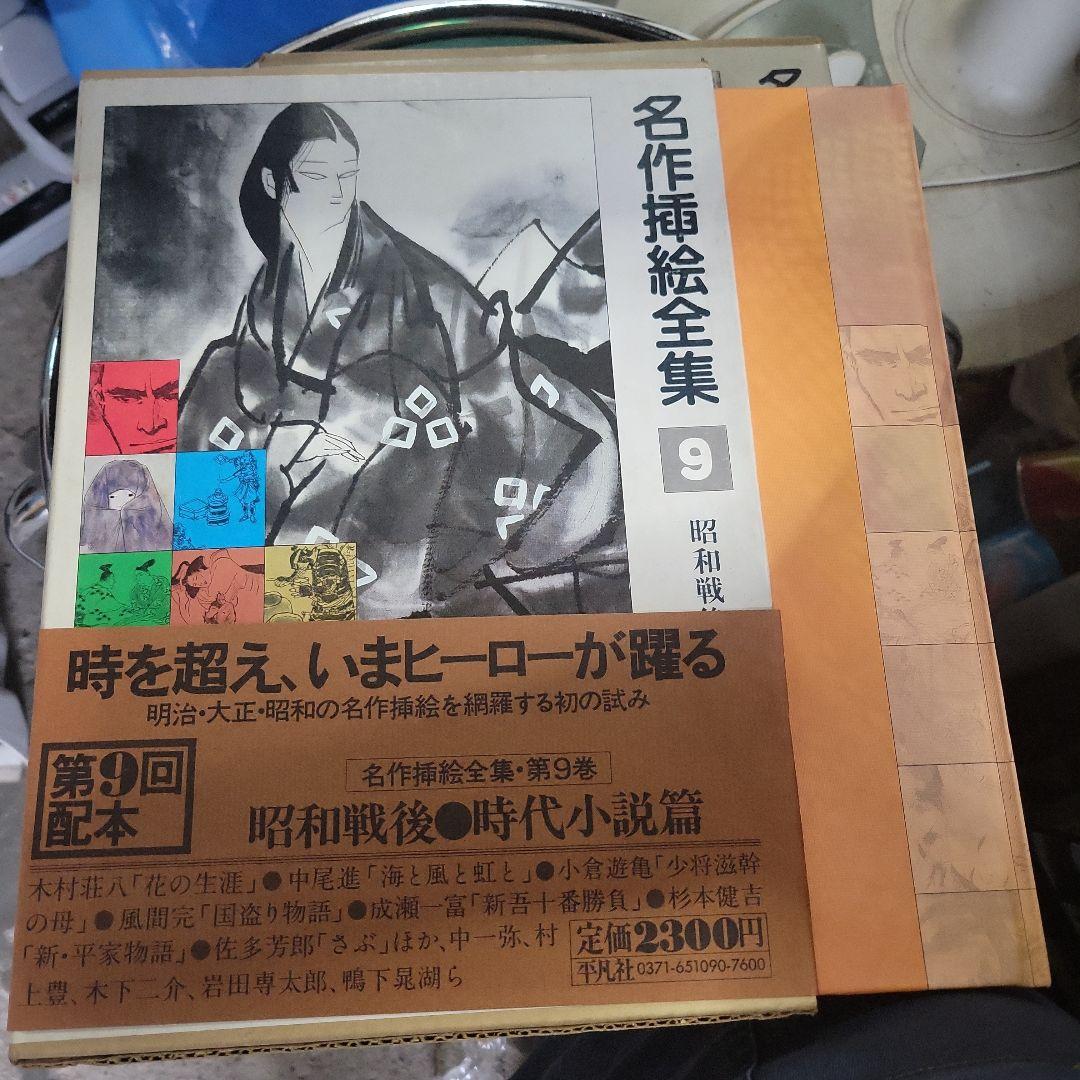 名作挿絵全集
9
昭和戦
時を超え、いまヒーローが躍る
明治・大正・昭和の名作挿絵を網羅する初の試み
第9回
配本
名作挿絵全集・第9巻
昭和戦後●時代小説篇
木村荘八「花の生涯」●中尾進「海と風と虹と」●小倉遊亀「少将滋幹
の母」●風間完「国盗り物語」●成瀬一富「新吾十番勝負」●杉本健吉
「新・平家物語」●佐多芳郎「さぶ」ほか、中一弥、村
上豊、木下二介、岩田専太郎、鴨下晁湖ら
定価2300円
平凡社 0371-651090-7600
名